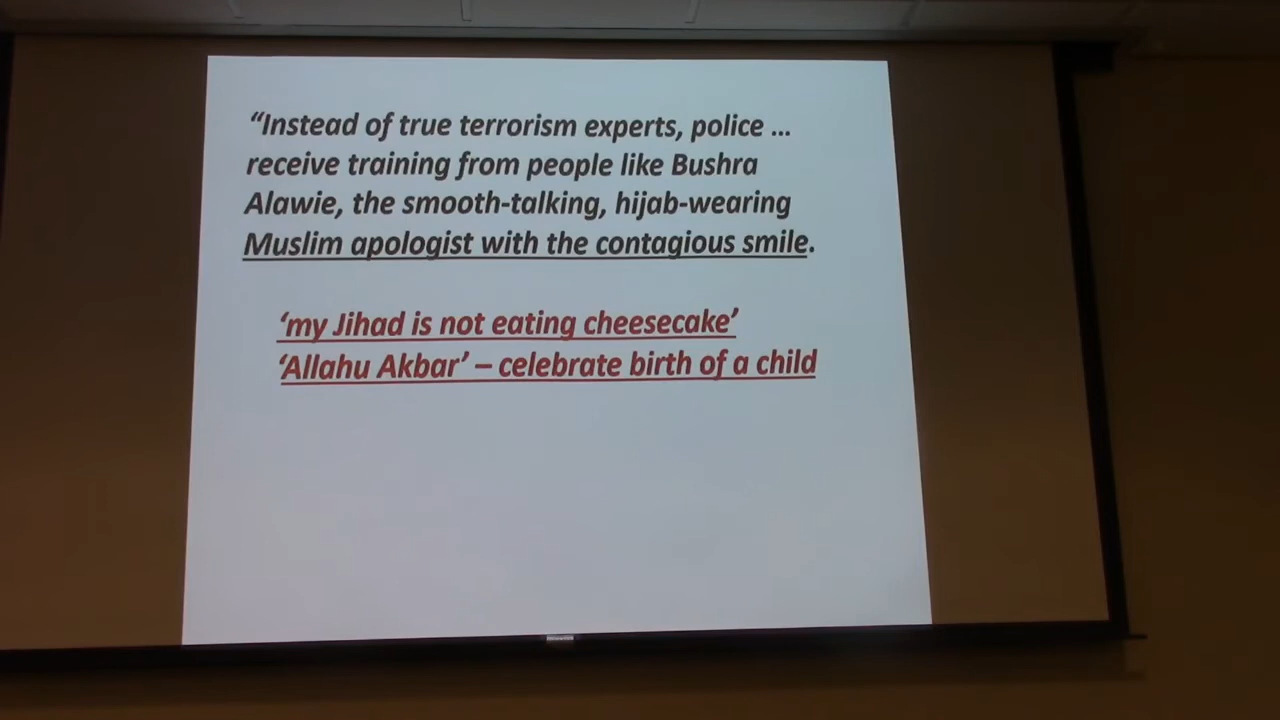 “Instead of true terrorism experts, police ...
receive training from people like Bushra
Alawie, the smooth-talking, hijab-wearing
Muslim apologist with the contagious smile.
‘my Jihad is not eating cheesecake’
‘Allahu Akbar’ – celebrate birth of a child